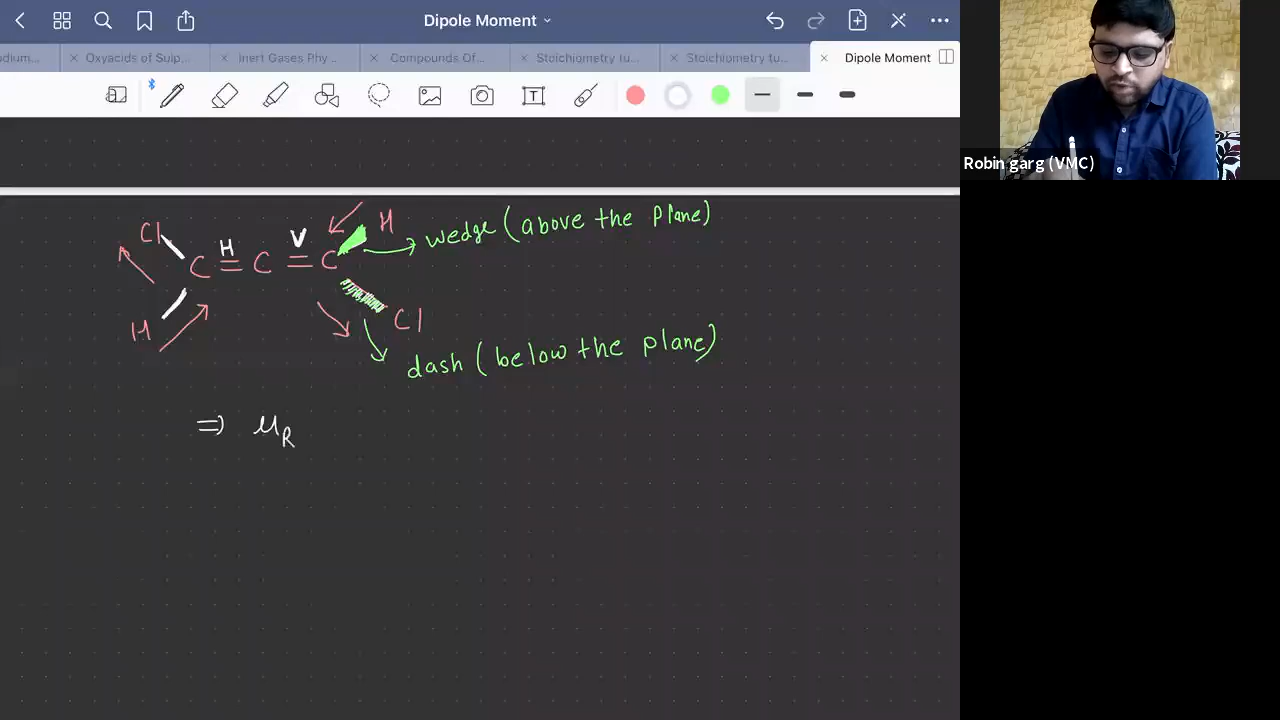 Dipole Moment
odium...
Oxyacids of Sulp...
Inert Gases Phy...
Compounds Of...
Stoichiometry tu...
Stoichiometry tu...
Dipole Moment
T
Robin garg (VMC)
Cl H V H
C = C = C → wedge (above the plane)
H Cl
dash (below the plane)
⇒ μR